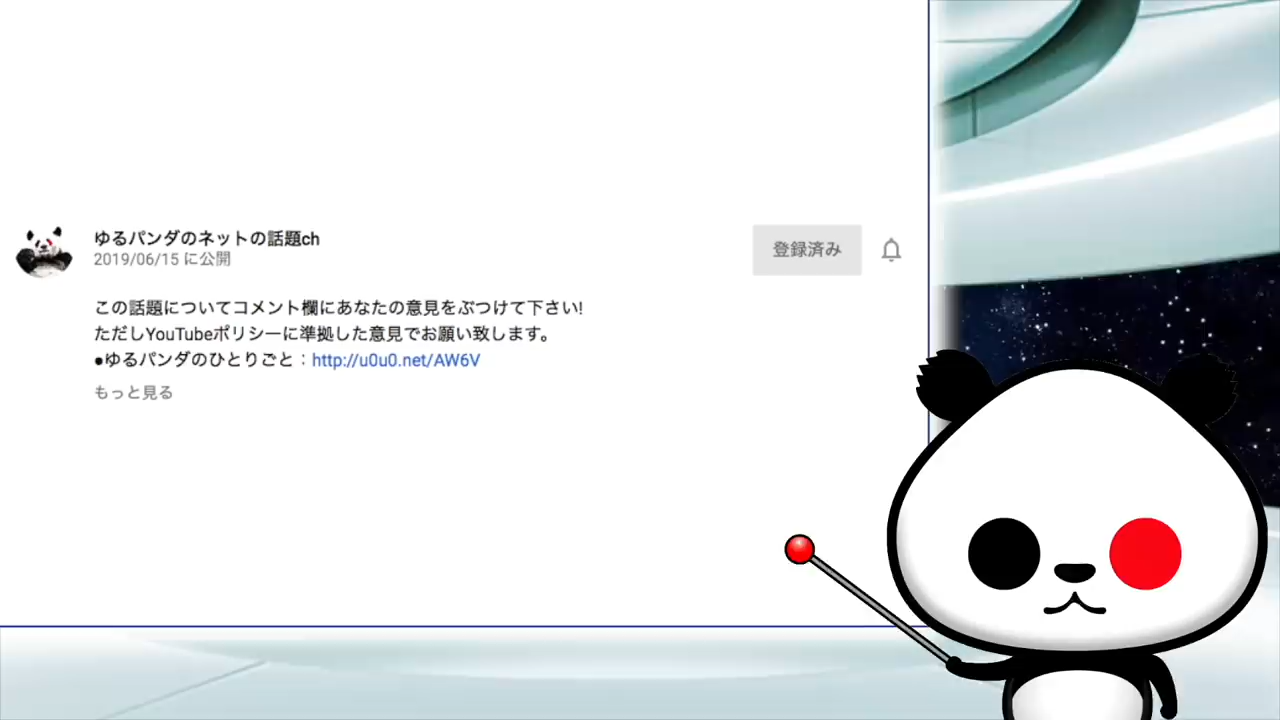 ゆるパンダのネットの話題ch
2019/06/15 に公開
登録済み
この話題についてコメント欄にあなたの意見をぶつけて下さい!
ただしYouTubeポリシーに準拠した意見でお願い致します。
●ゆるパンダのひとりごと：http://u0u0.net/AW6V
もっと見る